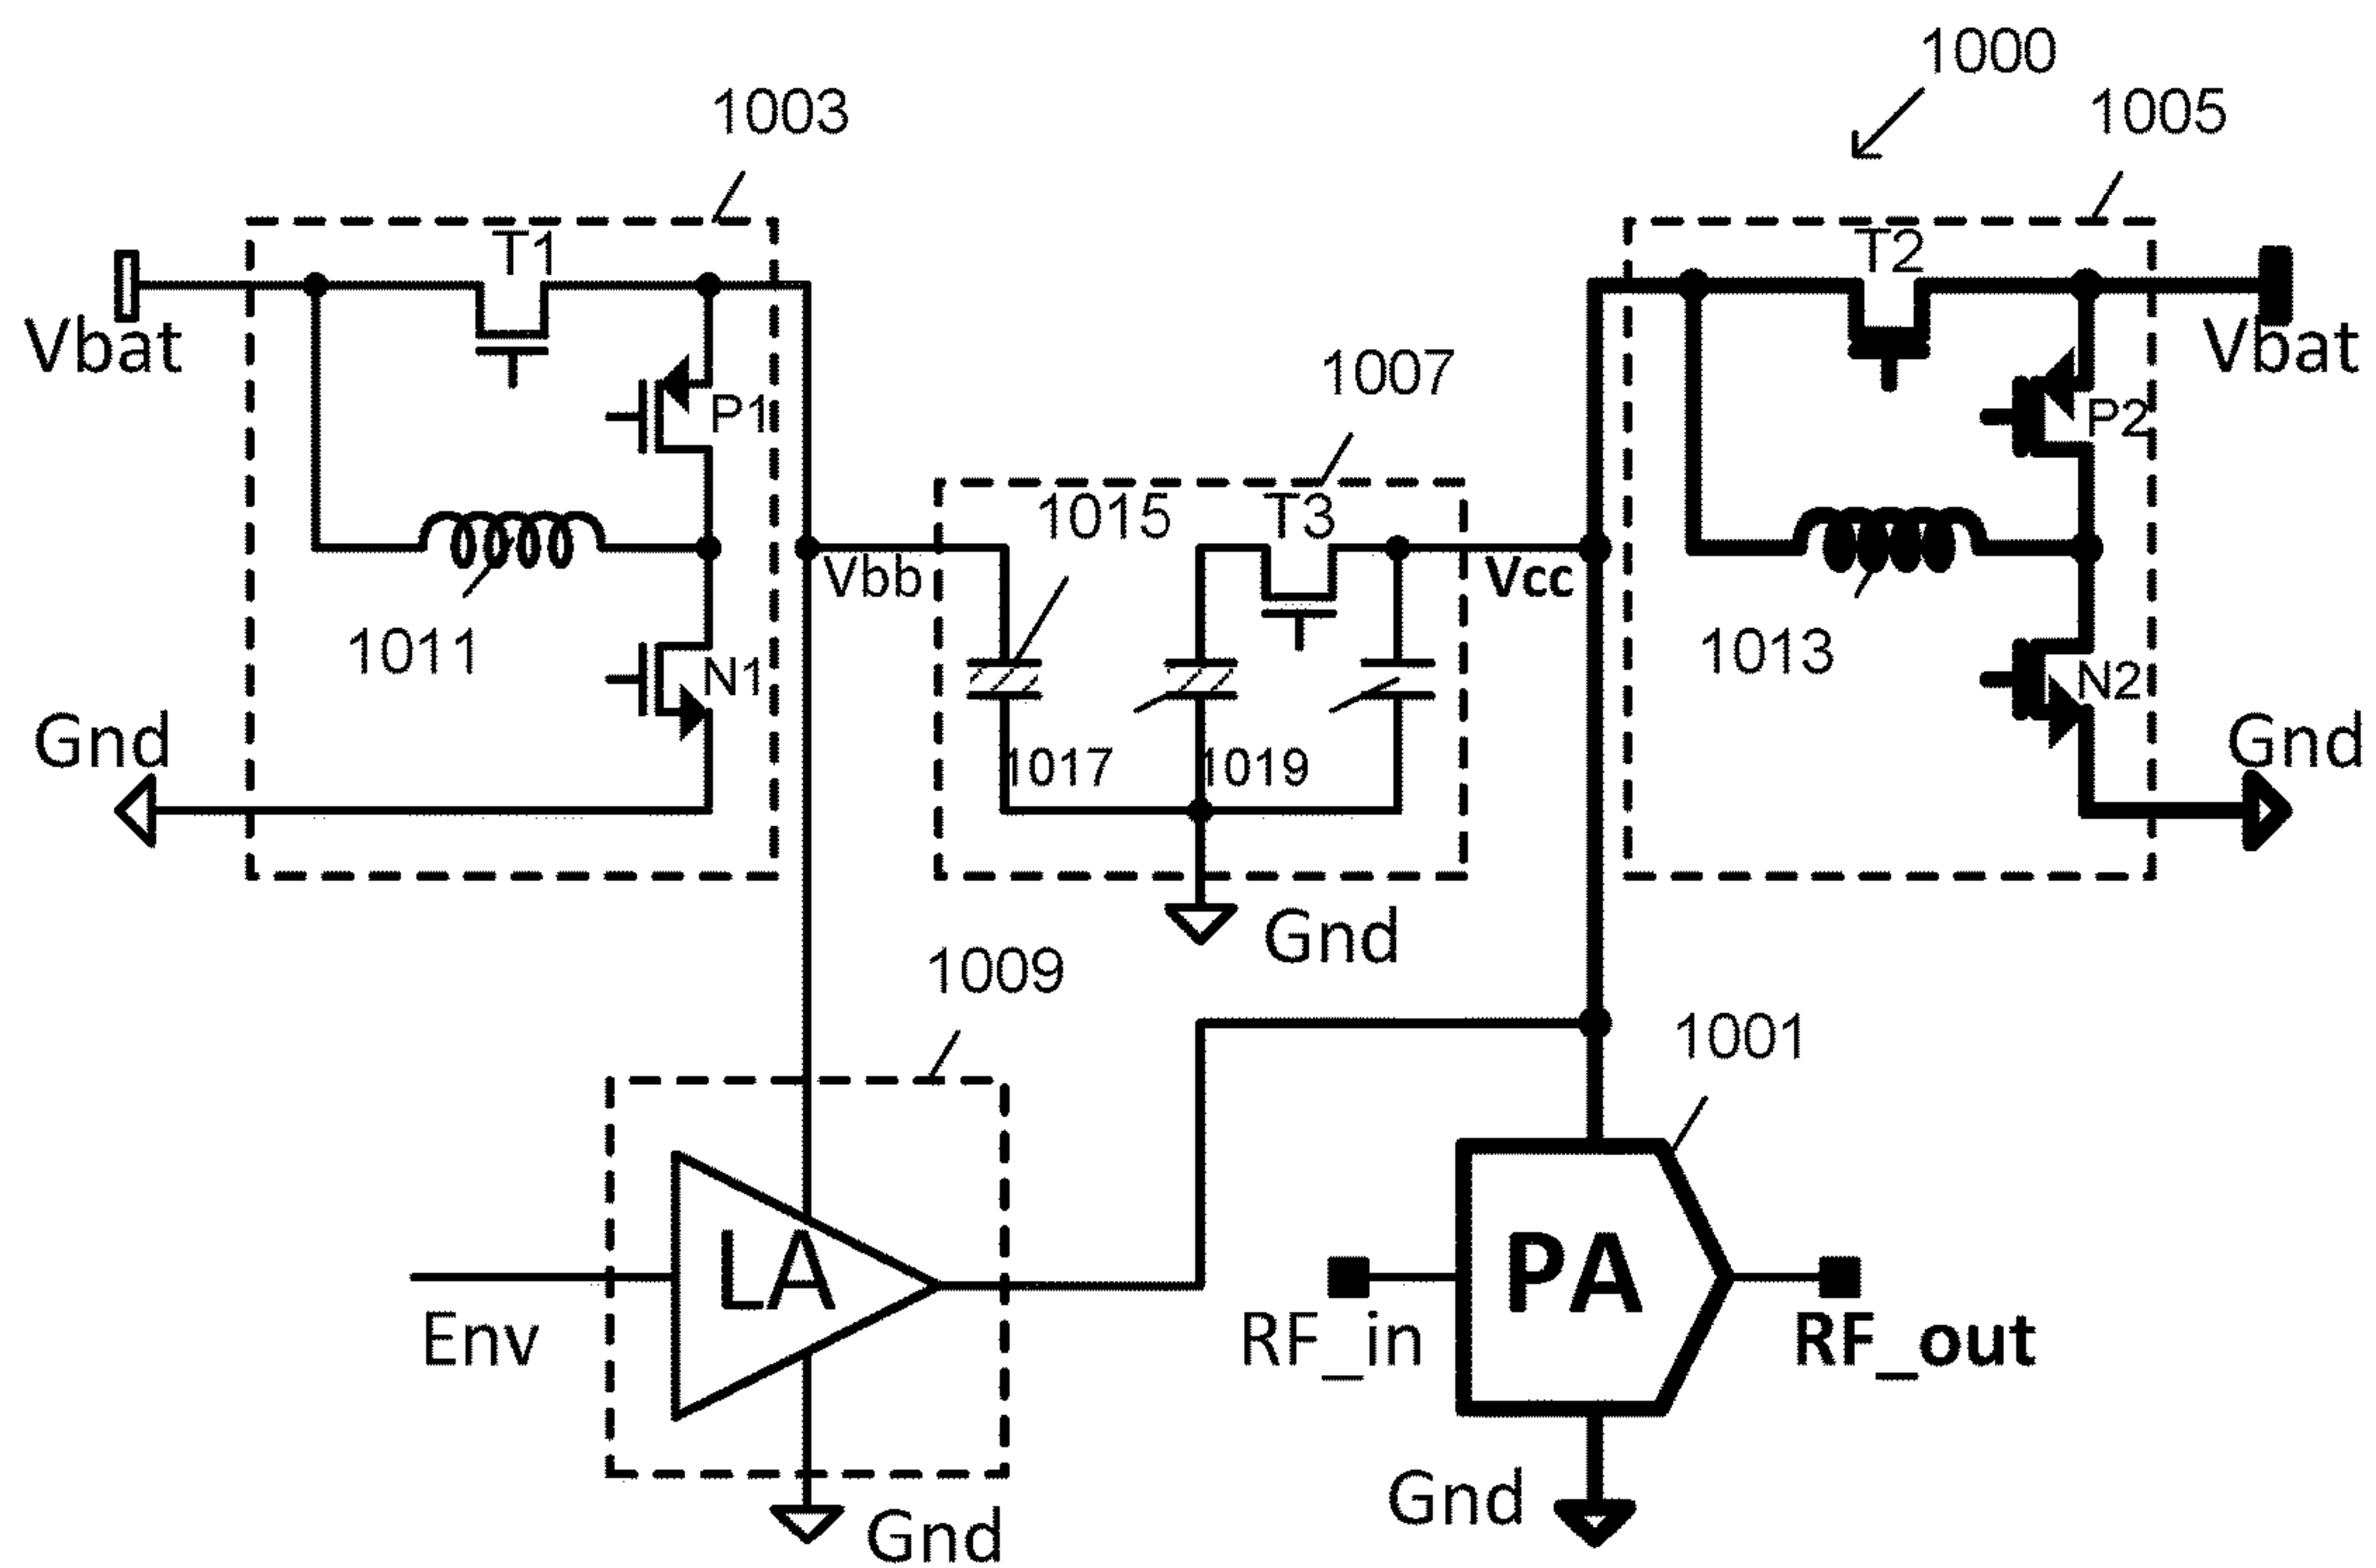 1000
1003
1005
T1
T2
Vbat
Vbat
1007
P1
P2
1015
T3
Vbb
Vcc
1011
1013
N1
N2
Gnd
Gnd
1017
1019
Gnd
1009
1001
LA
PA
Env
RF_in
RF_out
Gnd
Gnd